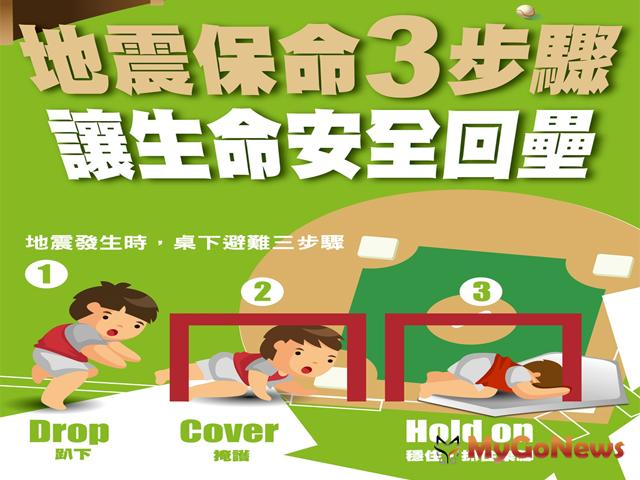 地震保命3步驟
讓生命安全回壘
地震發生時，桌下避難三步驟
1
2
3
Drop
趴下
Cover
掩護
Hold on
穩住
MyGoNews